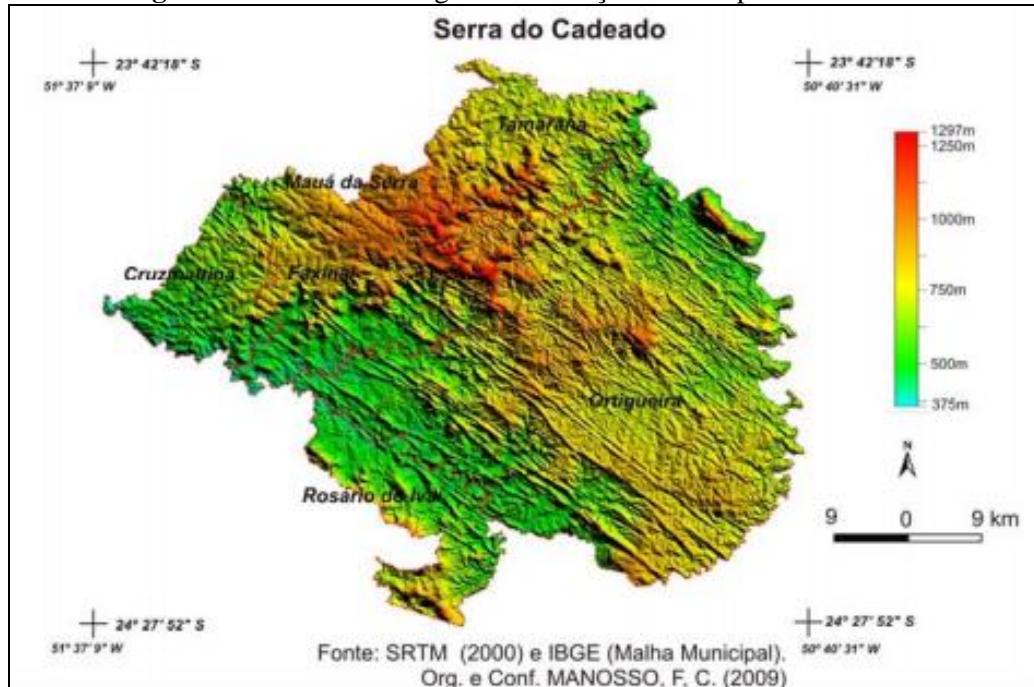 Serra do Cadeado
23° 42' 18" S
51° 37' 9" W
23° 42' 18" S
50° 40' 31" W
Tamarana
Mauá da Serra
Cruzmaltina
Faxinal
Ortigueira
Rosário do Ivaí
1297m
1250m
1000m
750m
500m
375m
N
9 0 9 km
24° 27' 52" S
51° 37' 9" W
24° 27' 52" S
50° 40' 31" W
Fonte: SRTM (2000) e IBGE (Malha Municipal).
Org. e Conf. MANOSSO, F. C. (2009)